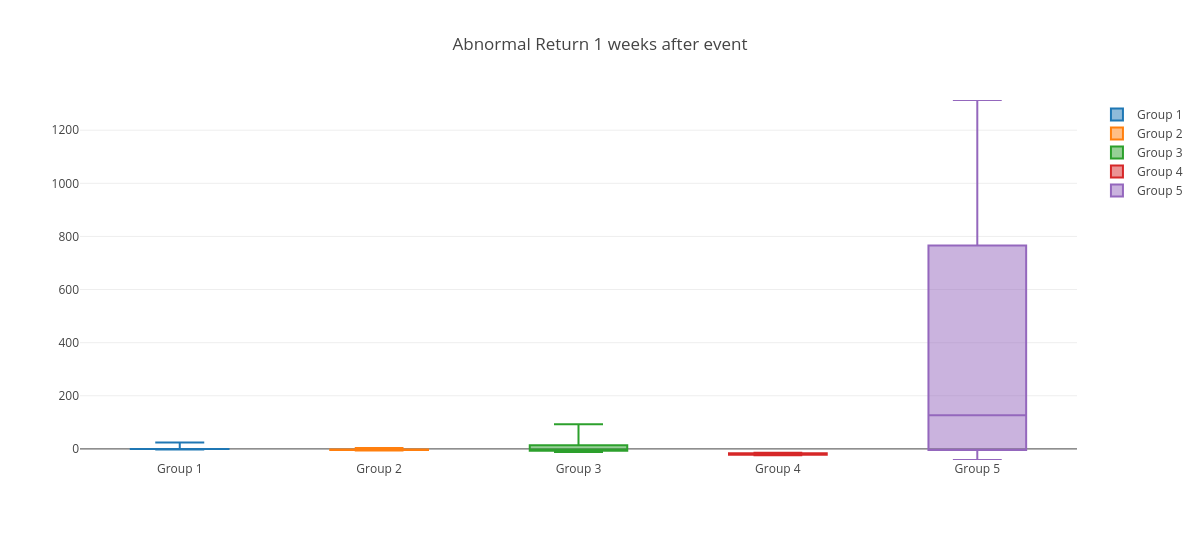 Abnormal Return 1 weeks after event
1200
1000
800
600
400
200
0
Group 1
Group 2
Group 3
Group 4
Group 5
Group 1
Group 2
Group 3
Group 4
Group 5